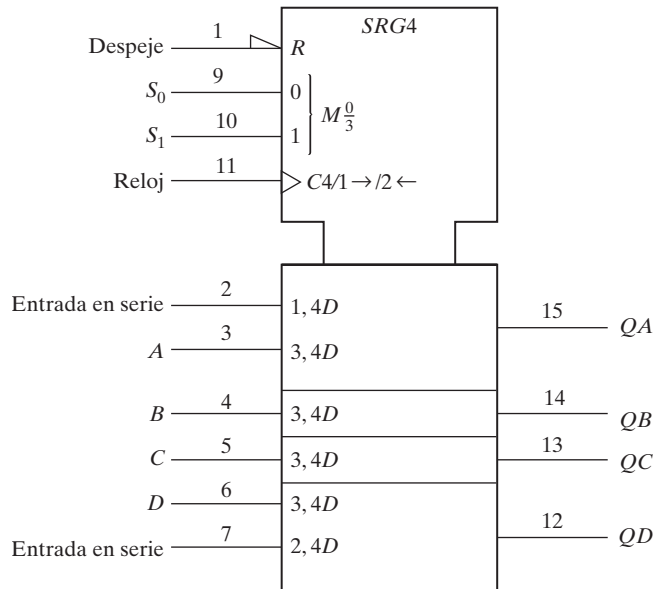 SRG4
Despeje 1 R
S₀ 9 0
S₁ 10 1
M 0/3
Reloj 11 C4/1 → /2 ←
Entrada en serie 2 1, 4D
15 QA
A 3 3, 4D
B 4 3, 4D 14 QB
C 5 3, 4D 13 QC
D 6 3, 4D
12 QD
Entrada en serie 7 2, 4D